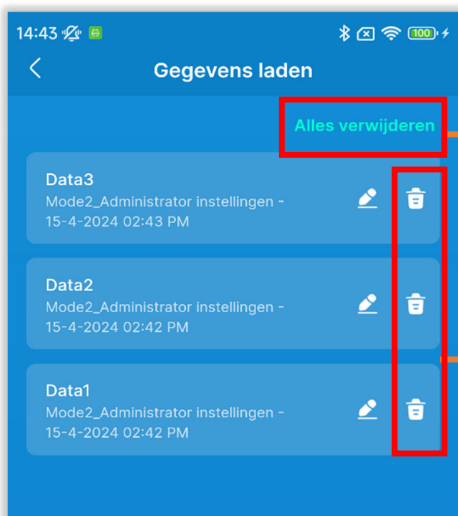 14:43 100
Gegevens laden
Alles verwijderen
Data3
Mode2_Administrator instellingen -
15-4-2024 02:43 PM
Data2
Mode2_Administrator instellingen -
15-4-2024 02:42 PM
Data1
Mode2_Administrator instellingen -
15-4-2024 02:42 PM